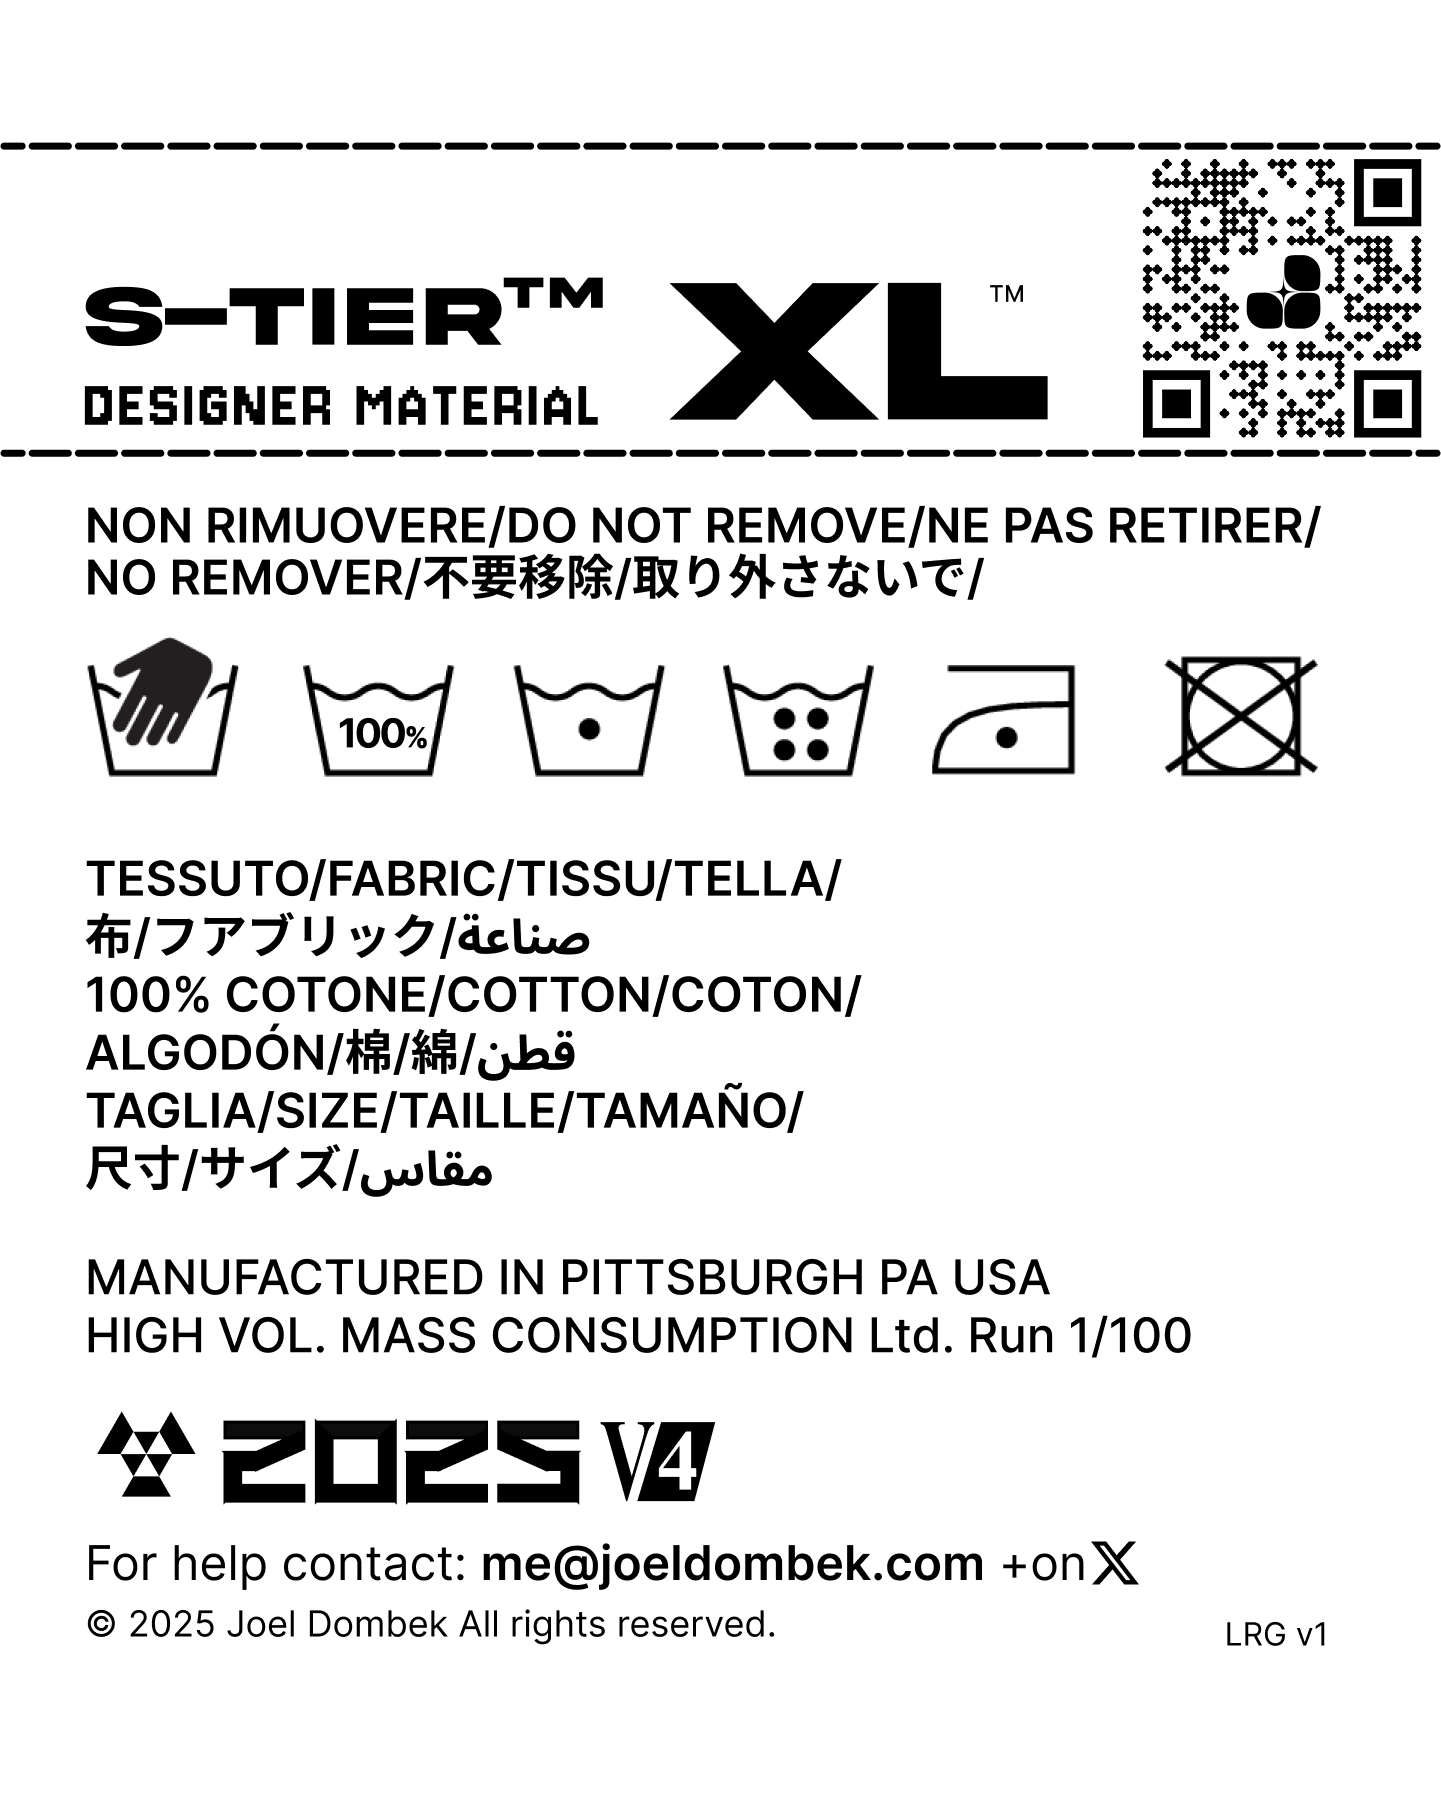 S–TIER™ XL™
DESIGNER MATERIAL
NON RIMUOVERE/DO NOT REMOVE/NE PAS RETIRER/
NO REMOVER/不要移除/取り外さないで/
100%
TESSUTO/FABRIC/TISSU/TELLA/
布/フアブリック/صناعة
100% COTONE/COTTON/COTON/
ALGODÓN/棉/綿/قطن
TAGLIA/SIZE/TAILLE/TAMAÑO/
尺寸/サイズ/مقاس
MANUFACTURED IN PITTSBURGH PA USA
HIGH VOL. MASS CONSUMPTION Ltd. Run 1/100
2025 V4
For help contact: me@joeldombek.com +on X
© 2025 Joel Dombek All rights reserved.
LRG v1